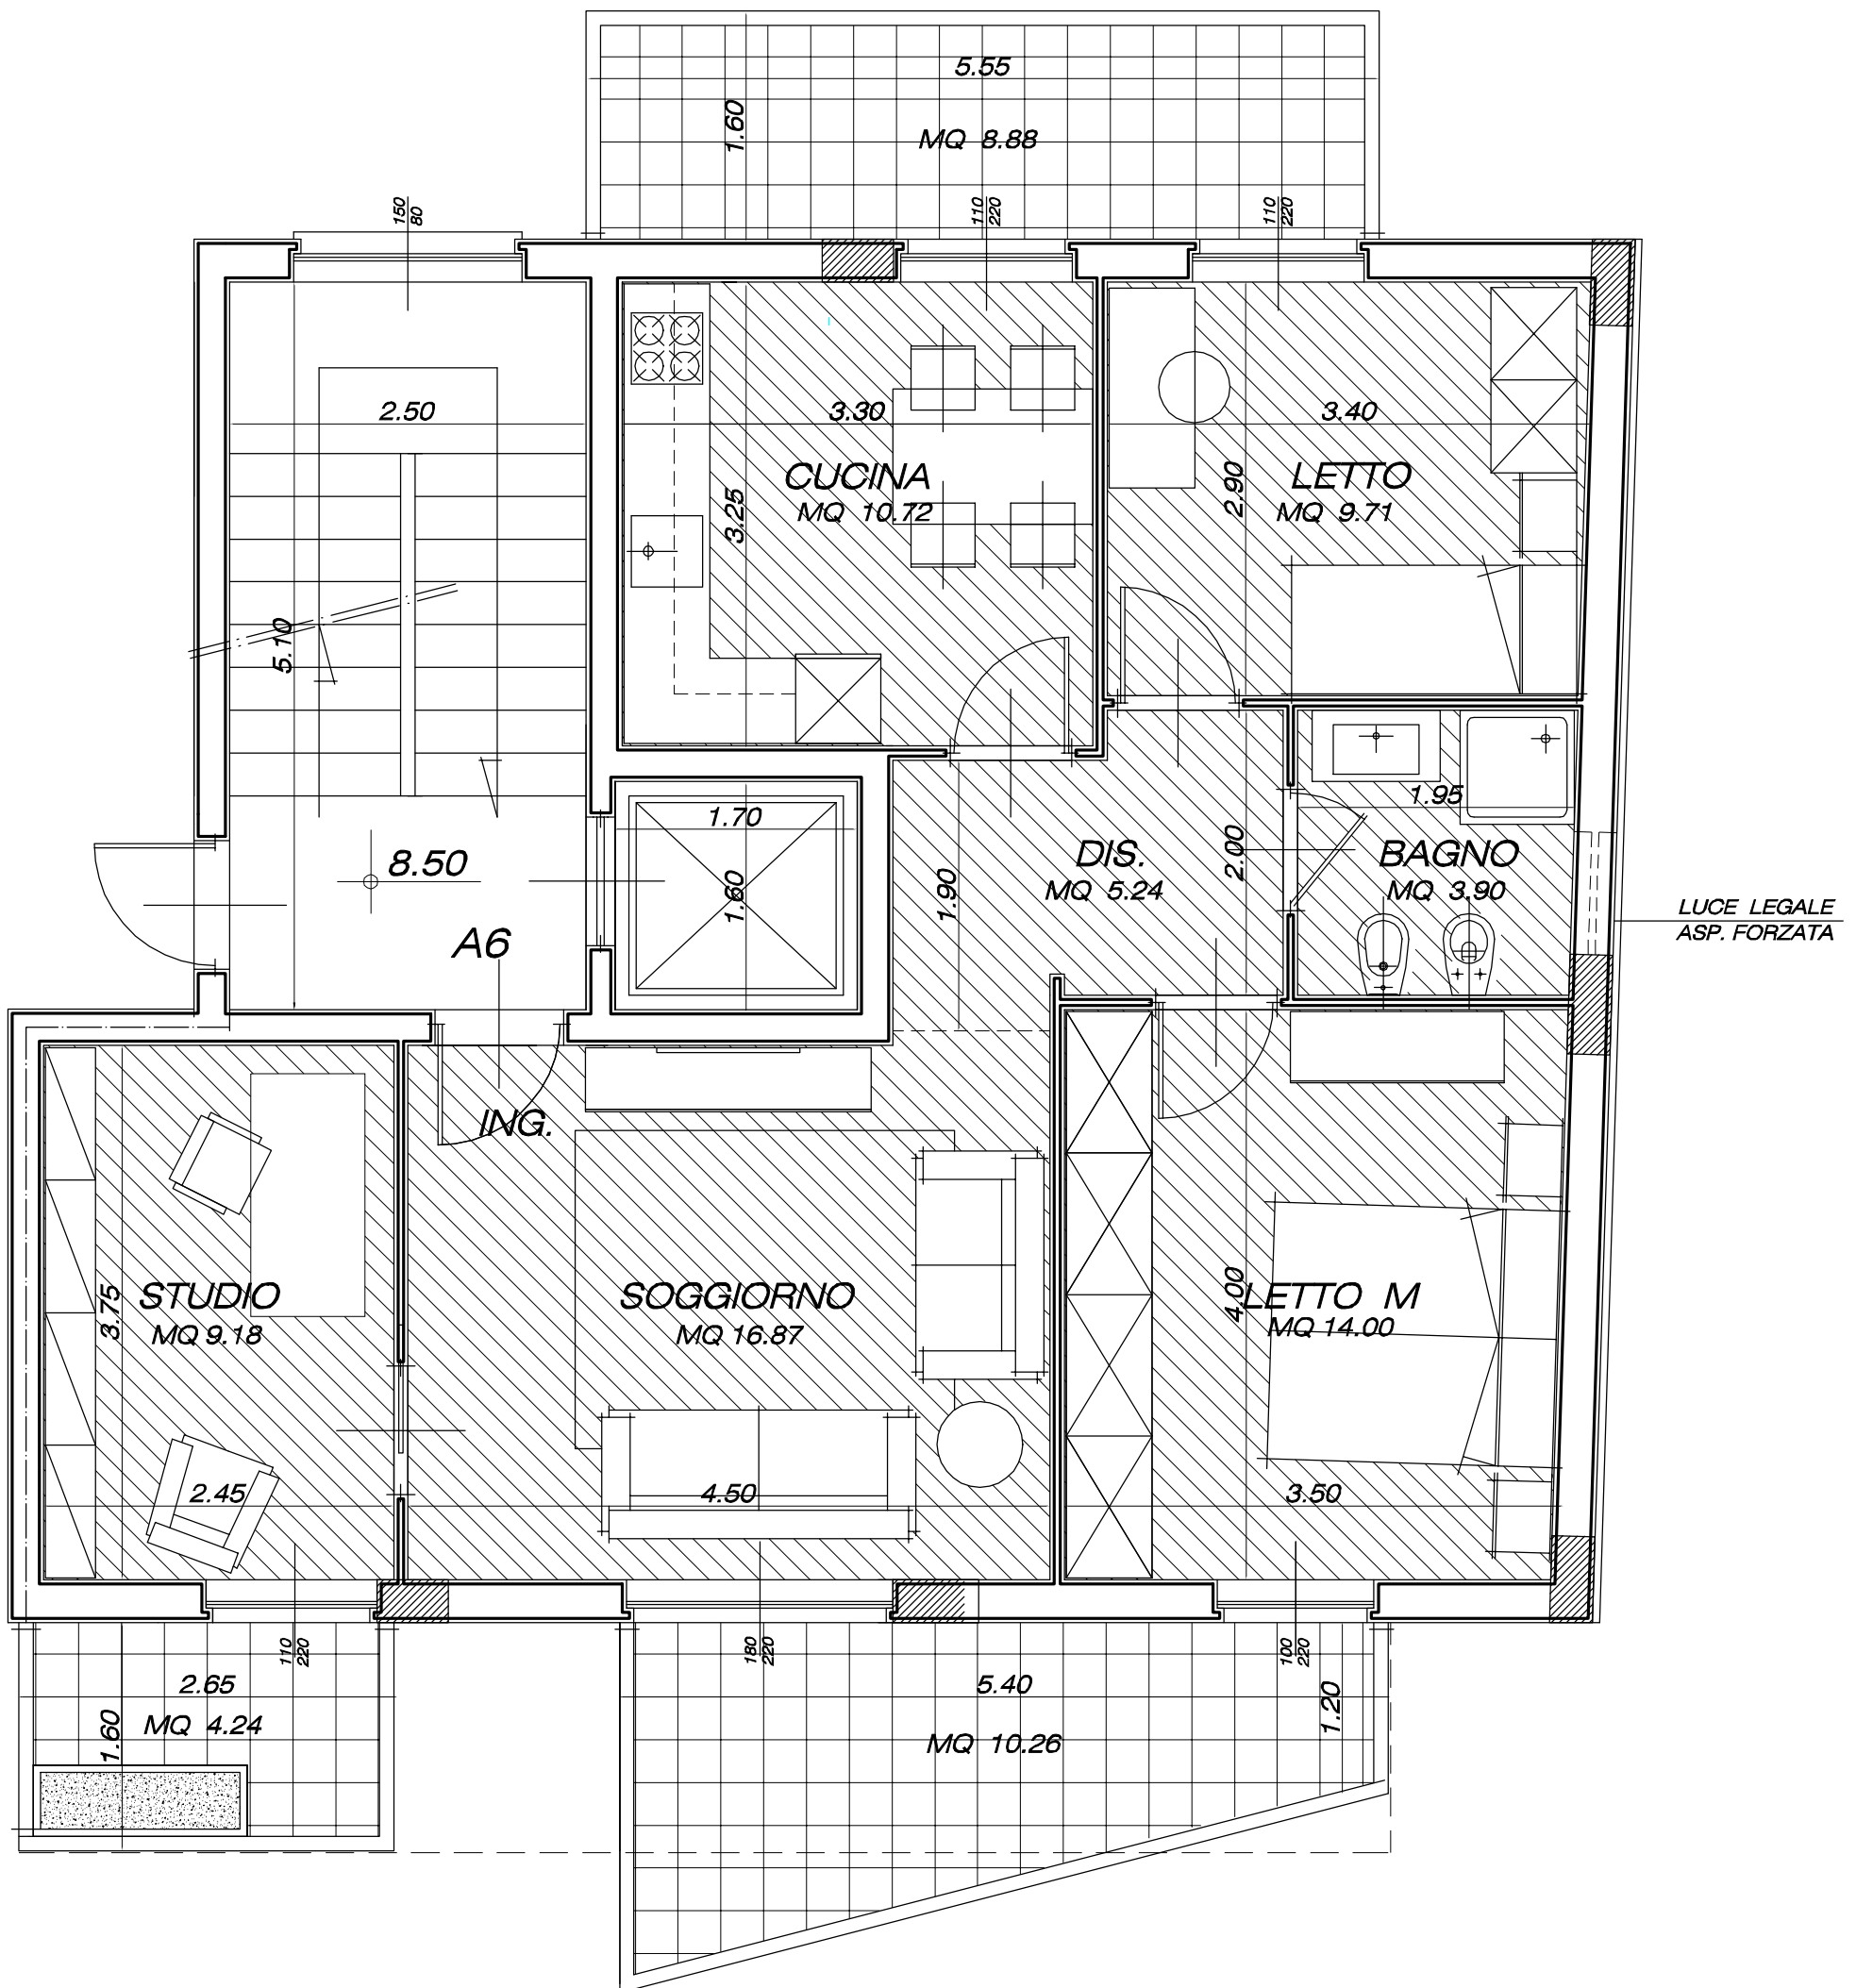 5.55
1.60
MQ 8.88
150
80
110
220
110
220
2.50
3.30
3.40
CUCINA
MQ 10.72
3.25
LETTO
MQ 9.71
2.90
5.10
1.70
1.60
1.95
8.50
A6
DIS.
MQ 5.24
1.90
2.00
BAGNO
MQ 3.90
LUCE LEGALE
ASP. FORZATA
ING.
STUDIO
MQ 9.18
3.75
SOGGIORNO
MQ 16.87
LETTO M
MQ 14.00
4.00
2.45
4.50
3.50
110
220
180
220
100
220
2.65
MQ 4.24
1.60
5.40
MQ 10.26
1.20